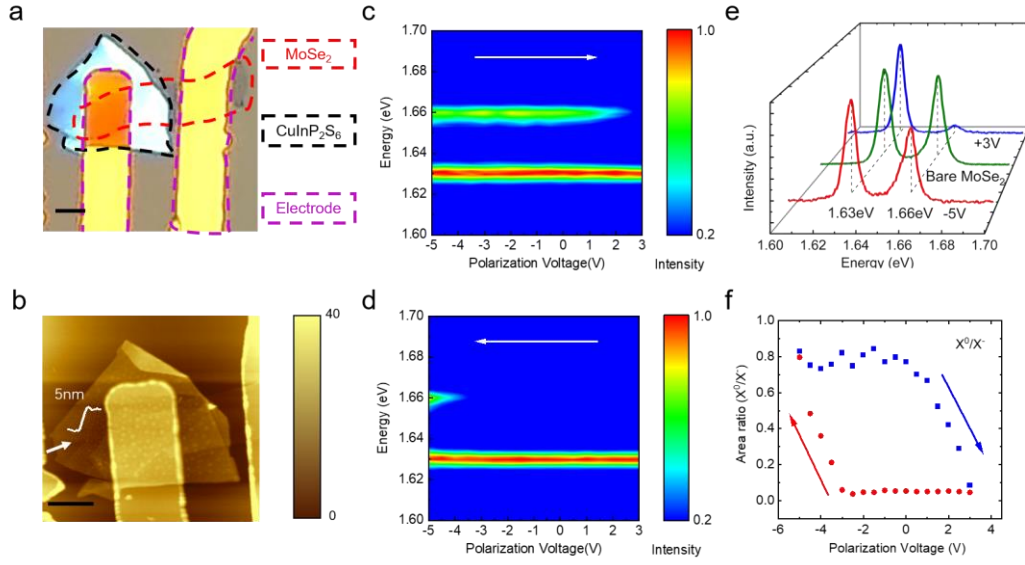 a
MoSe₂
CuInP₂S₆
Electrode
b
5nm
40
0
c
1.70
1.68
1.66
1.64
1.62
1.60
Energy (eV)
-5 -4 -3 -2 -1 0 1 2 3
Polarization Voltage(V)
1.0
0.2
Intensity
d
1.70
1.68
1.66
1.64
1.62
1.60
Energy (eV)
-5 -4 -3 -2 -1 0 1 2 3
Polarization Voltage(V)
1.0
0.2
Intensity
e
Intensity (a.u.)
+3V
Bare MoSe₂
1.63eV 1.66eV -5V
1.60 1.62 1.64 1.66 1.68 1.70
Energy (eV)
f
X⁰/X⁻
1.0
0.8
0.6
0.4
0.2
0.0
Area ratio (X⁰/X⁻)
-6 -4 -2 0 2 4
Polarization Voltage (V)